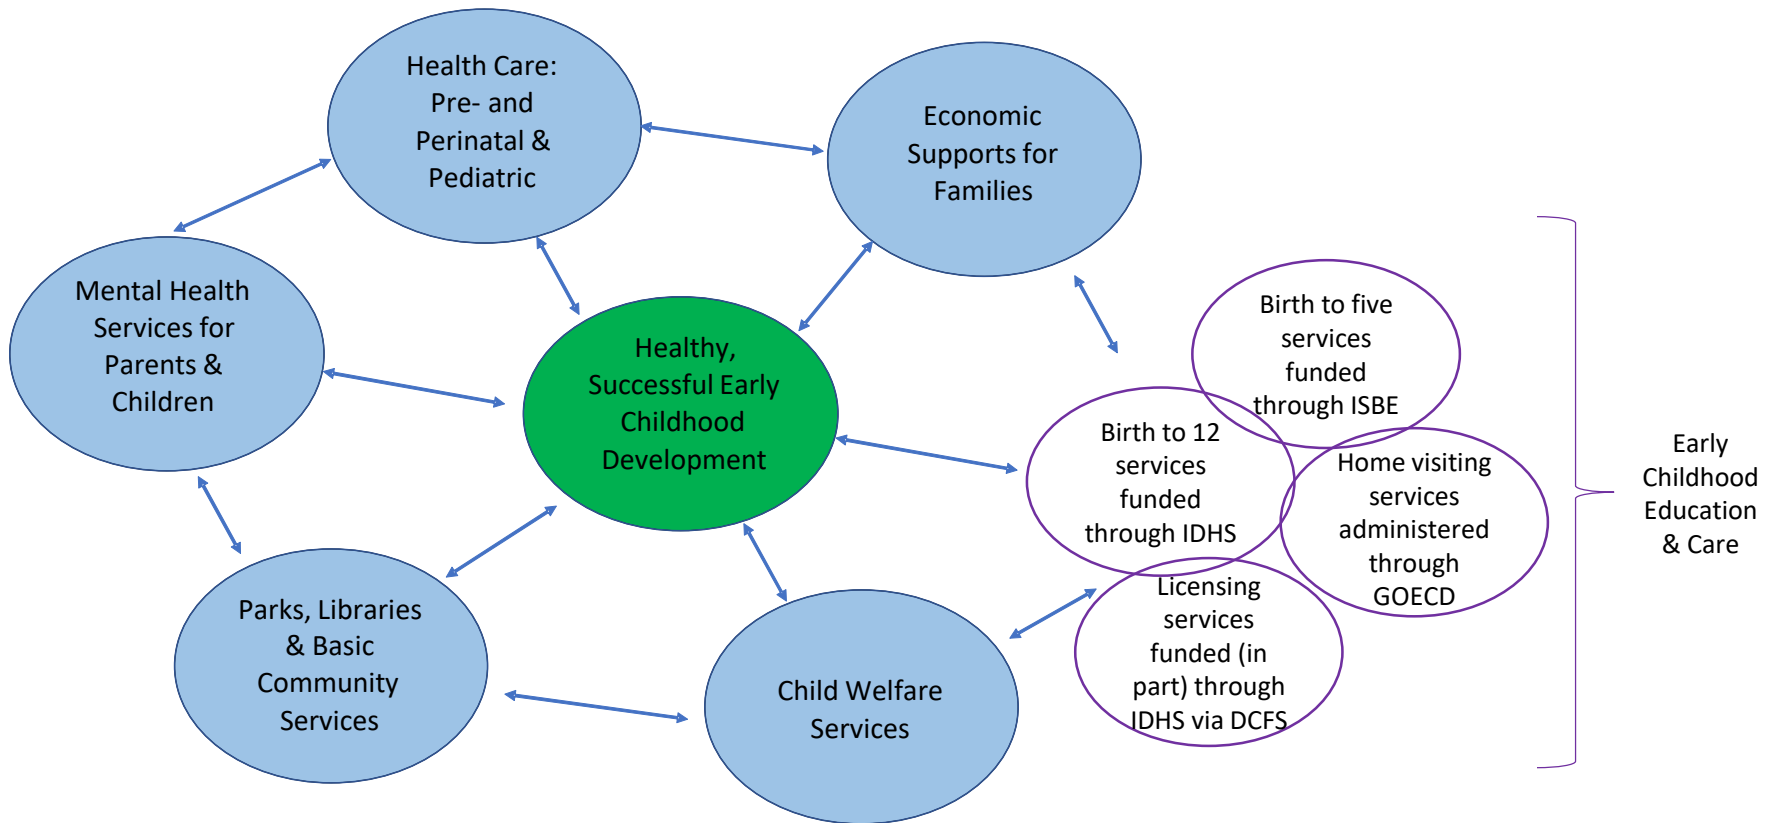 Health Care:
Pre- and
Perinatal &
Pediatric
Economic
Supports for
Families
Mental Health
Services for
Parents &
Children
Healthy,
Successful Early
Childhood
Development
Birth to five
services
funded
through ISBE
Birth to 12
services
funded
through IDHS
Home visiting
services
administered
through
GOECD
Early
Childhood
Education
& Care
Parks, Libraries
& Basic
Community
Services
Child Welfare
Services
Licensing
services
funded (in
part) through
IDHS via DCFS